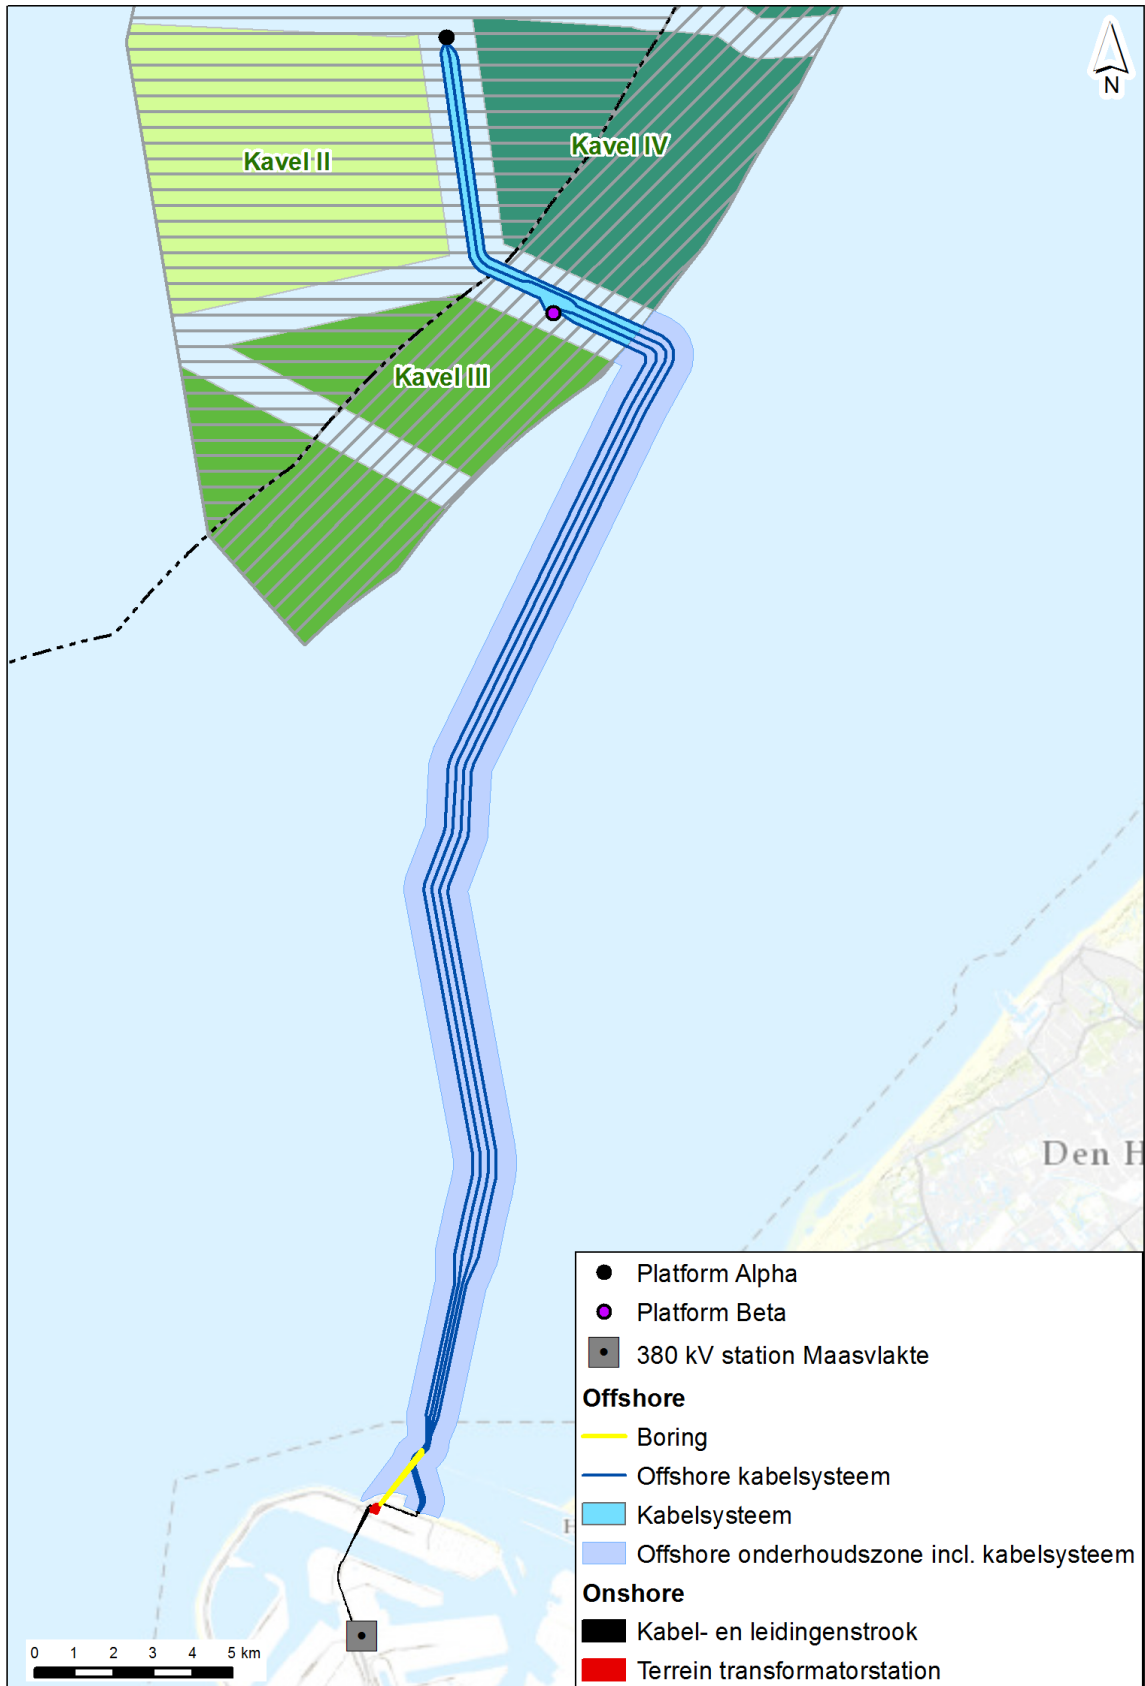 N
Kavel IV
Kavel II
Kavel III
Den H
Platform Alpha
Platform Beta
380 kV station Maasvlakte
Offshore
Boring
Offshore kabelsysteem
Kabelsysteem
Offshore onderhoudszone incl. kabelsysteem
Onshore
Kabel- en leidingenstrook
Terrein transformatorstation
H
0 1 2 3 4 5 km